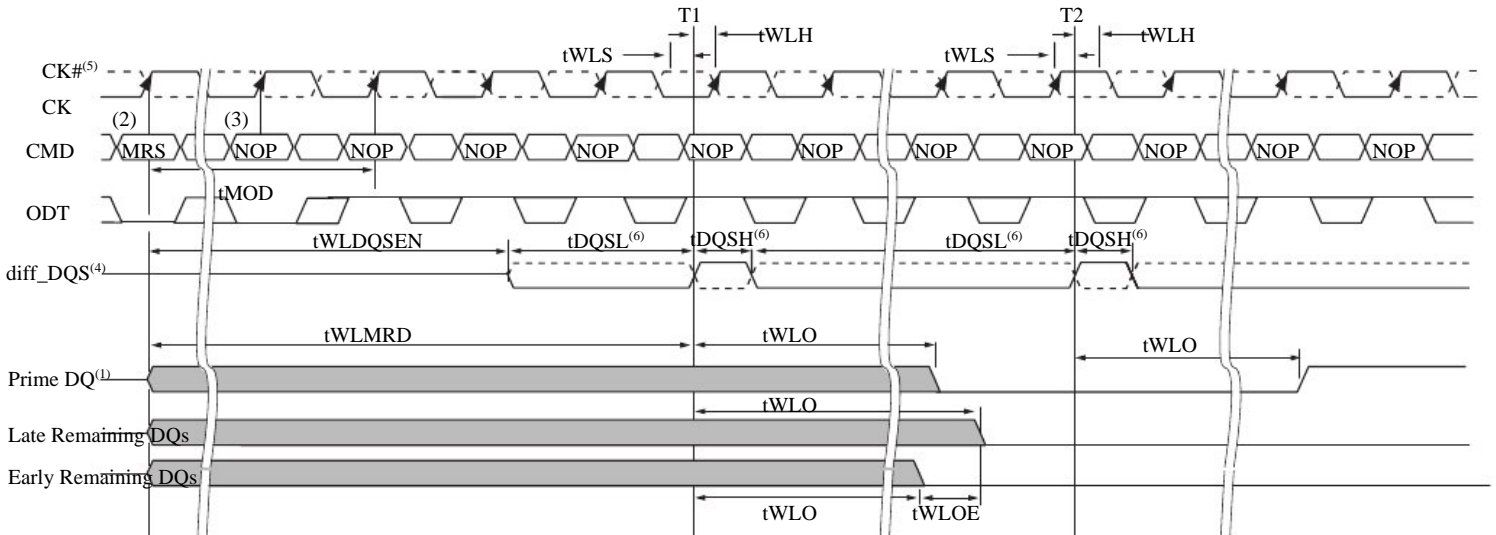 T1 T2
tWLH tWLH
tWLS tWLS
CK#(5)
CK
(2) (3)
CMD MRS NOP NOP NOP NOP NOP NOP NOP NOP NOP NOP NOP
tMOD
ODT
tWLDQSEN tDQSL(6) tDQSH(6) tDQSL(6) tDQSH(6)
diff_DQS(4)
tWLMRD tWLO tWLO
Prime DQ(1)
tWLO
Late Remaining DQs
Early Remaining DQs
tWLO tWLOE